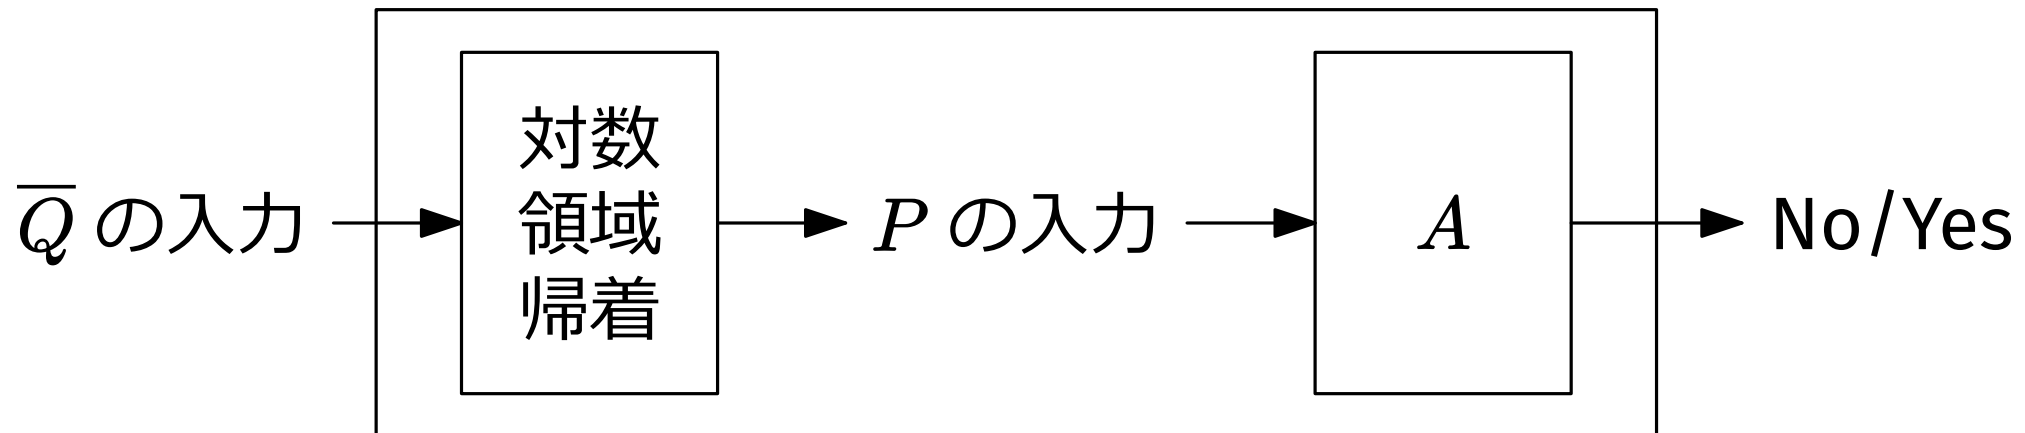 Q̅ の入力
対数
領域
帰着
P の入力
A
No/Yes